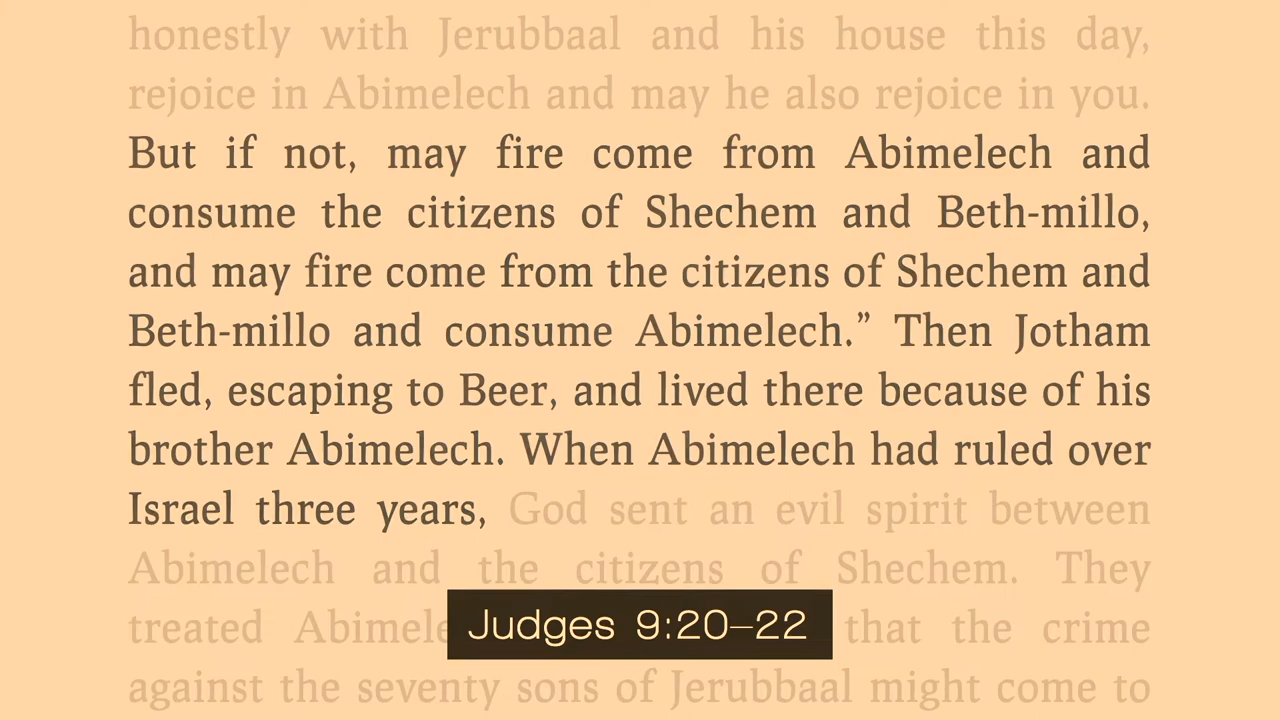 honestly with Jerubbaal and his house this day,
rejoice in Abimelech and may he also rejoice in you.
But if not, may fire come from Abimelech and
consume the citizens of Shechem and Beth-millo,
and may fire come from the citizens of Shechem and
Beth-millo and consume Abimelech.” Then Jotham
fled, escaping to Beer, and lived there because of his
brother Abimelech. When Abimelech had ruled over
Israel three years, God sent an evil spirit between
Abimelech and the citizens of Shechem. They
treated that the crime
Judges 9:20–22
against the seventy sons of Jerubbaal might come to